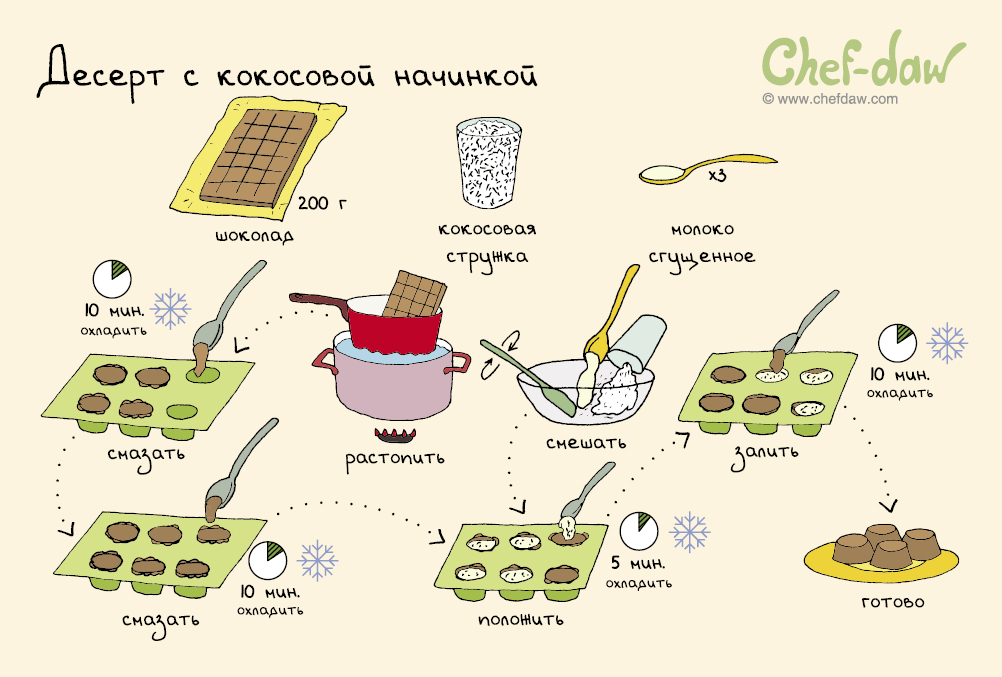 Десерт с кокосовой начинкой
Chef-daw
© www.chefdaw.com
200 г
шоколад
кокосовая
стружка
x3
молоко
сгущенное
10 мин.
охладить
смазать
растопить
смешать
залить
10 мин.
охладить
смазать
10 мин.
охладить
положить
5 мин.
охладить
готово